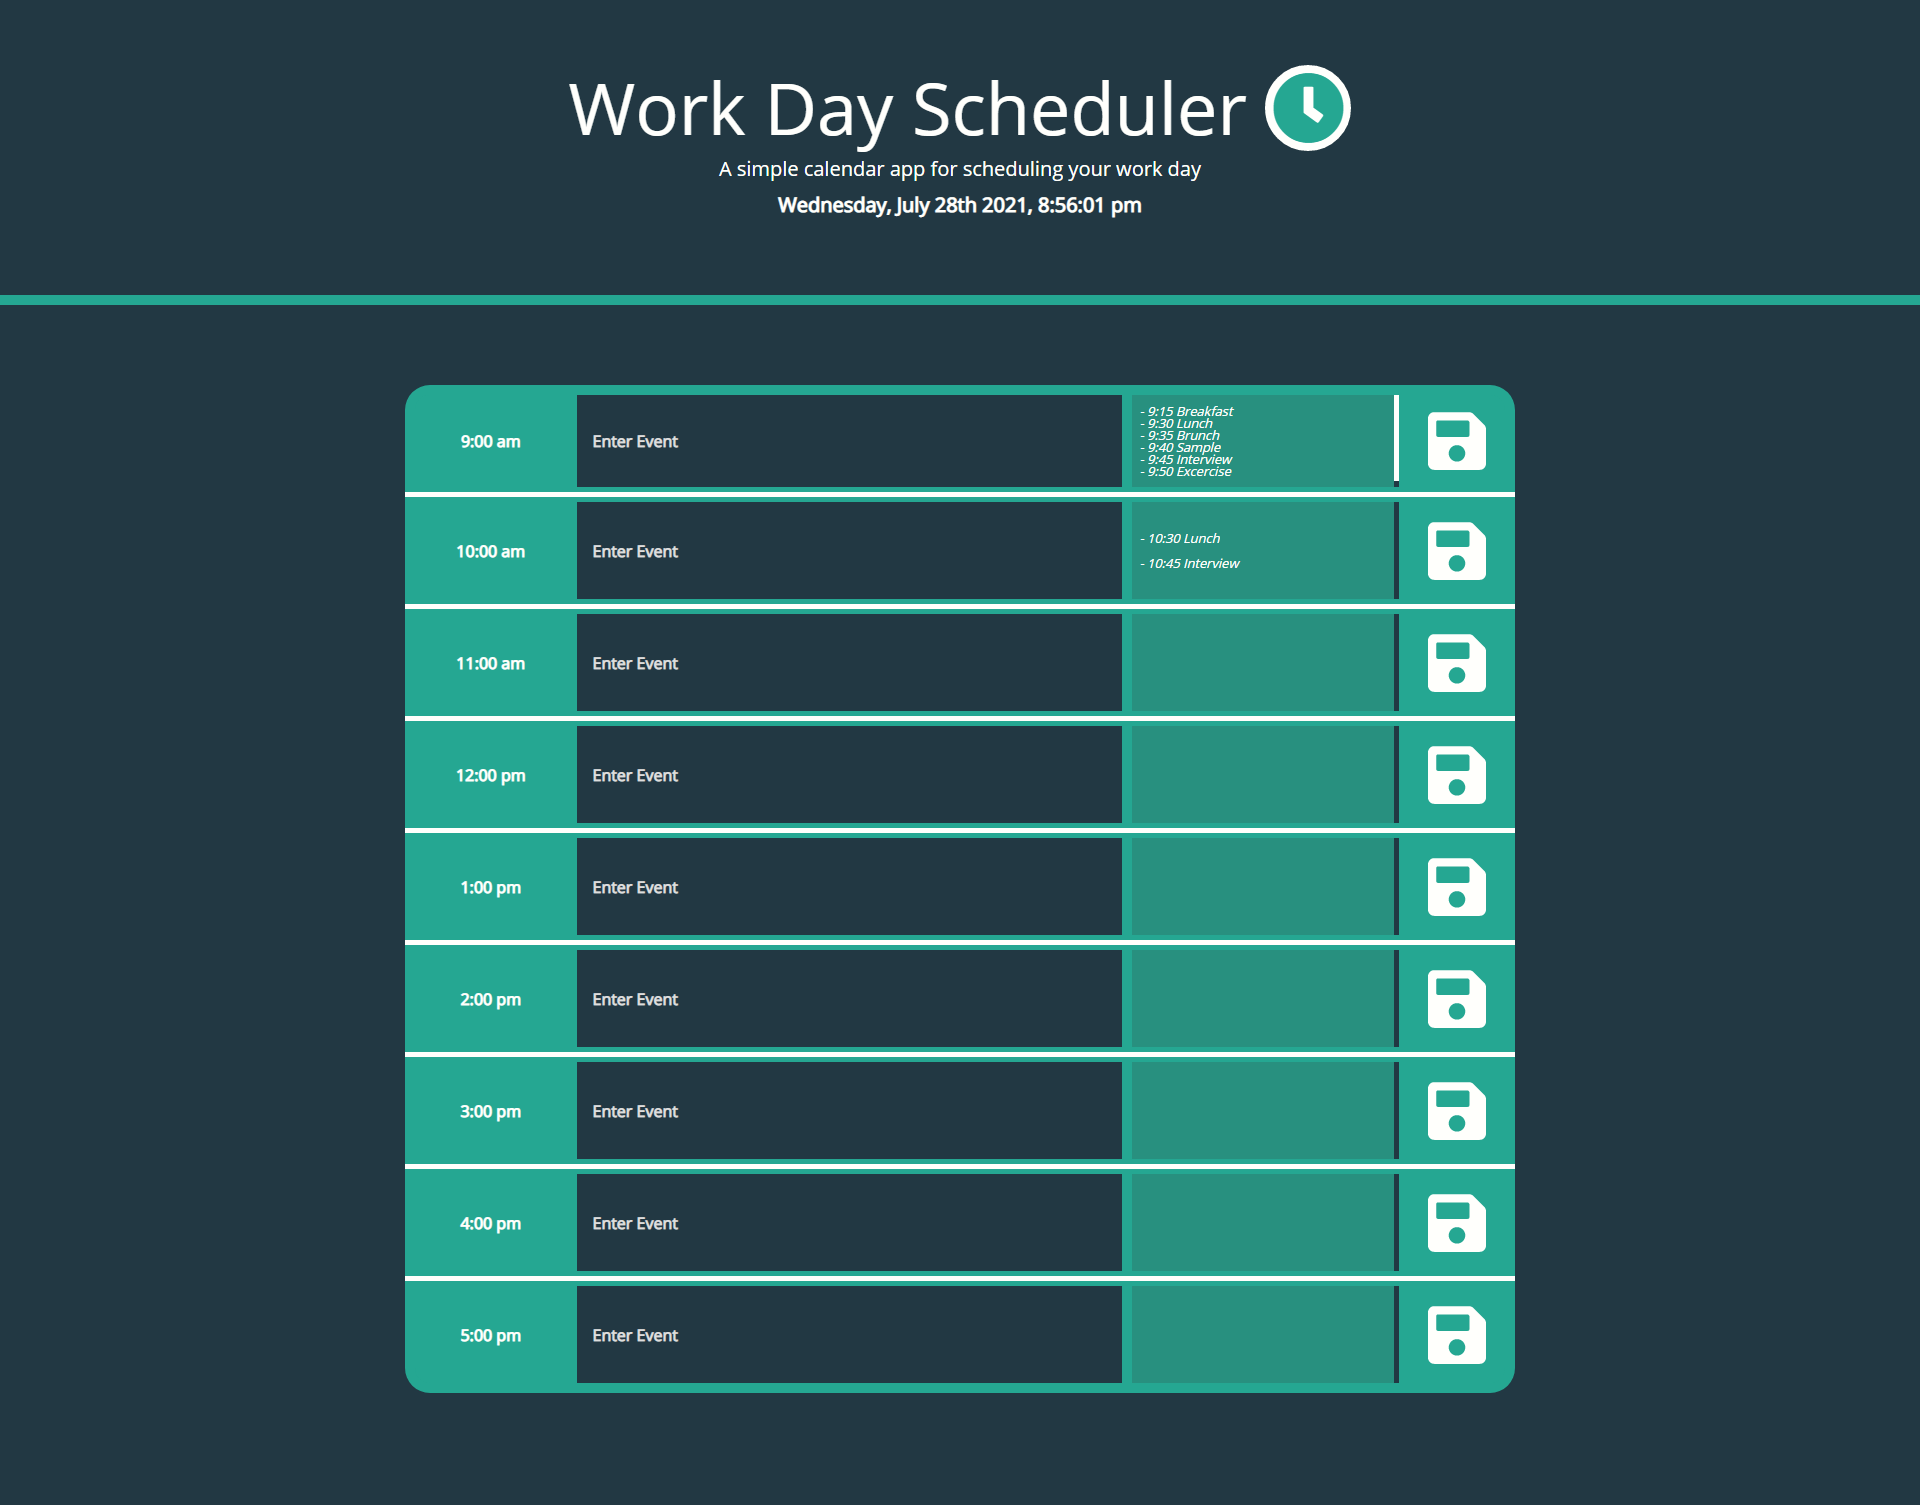 Work Day Scheduler
A simple calendar app for scheduling your work day
Wednesday, July 28th 2021, 8:56:01 pm
9:00 am
Enter Event
- 9:15 Breakfast
- 9:30 Lunch
- 9:35 Brunch
- 9:40 Sample
- 9:45 Interview
- 9:50 Excercise
10:00 am
Enter Event
- 10:30 Lunch
- 10:45 Interview
11:00 am
Enter Event
12:00 pm
Enter Event
1:00 pm
Enter Event
2:00 pm
Enter Event
3:00 pm
Enter Event
4:00 pm
Enter Event
5:00 pm
Enter Event